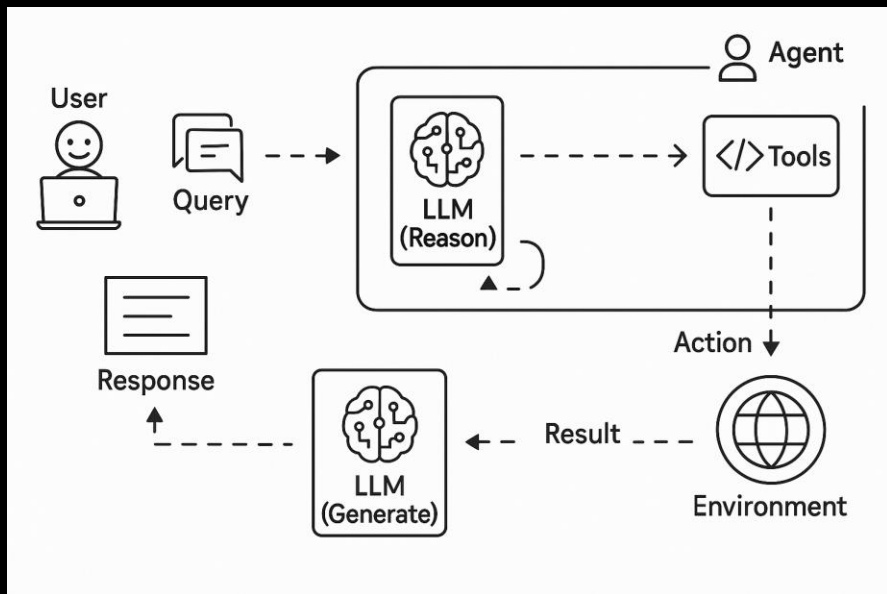 Agent
User
Query
LLM
(Reason)
</> Tools
Action
Response
LLM
(Generate)
Result
Environment